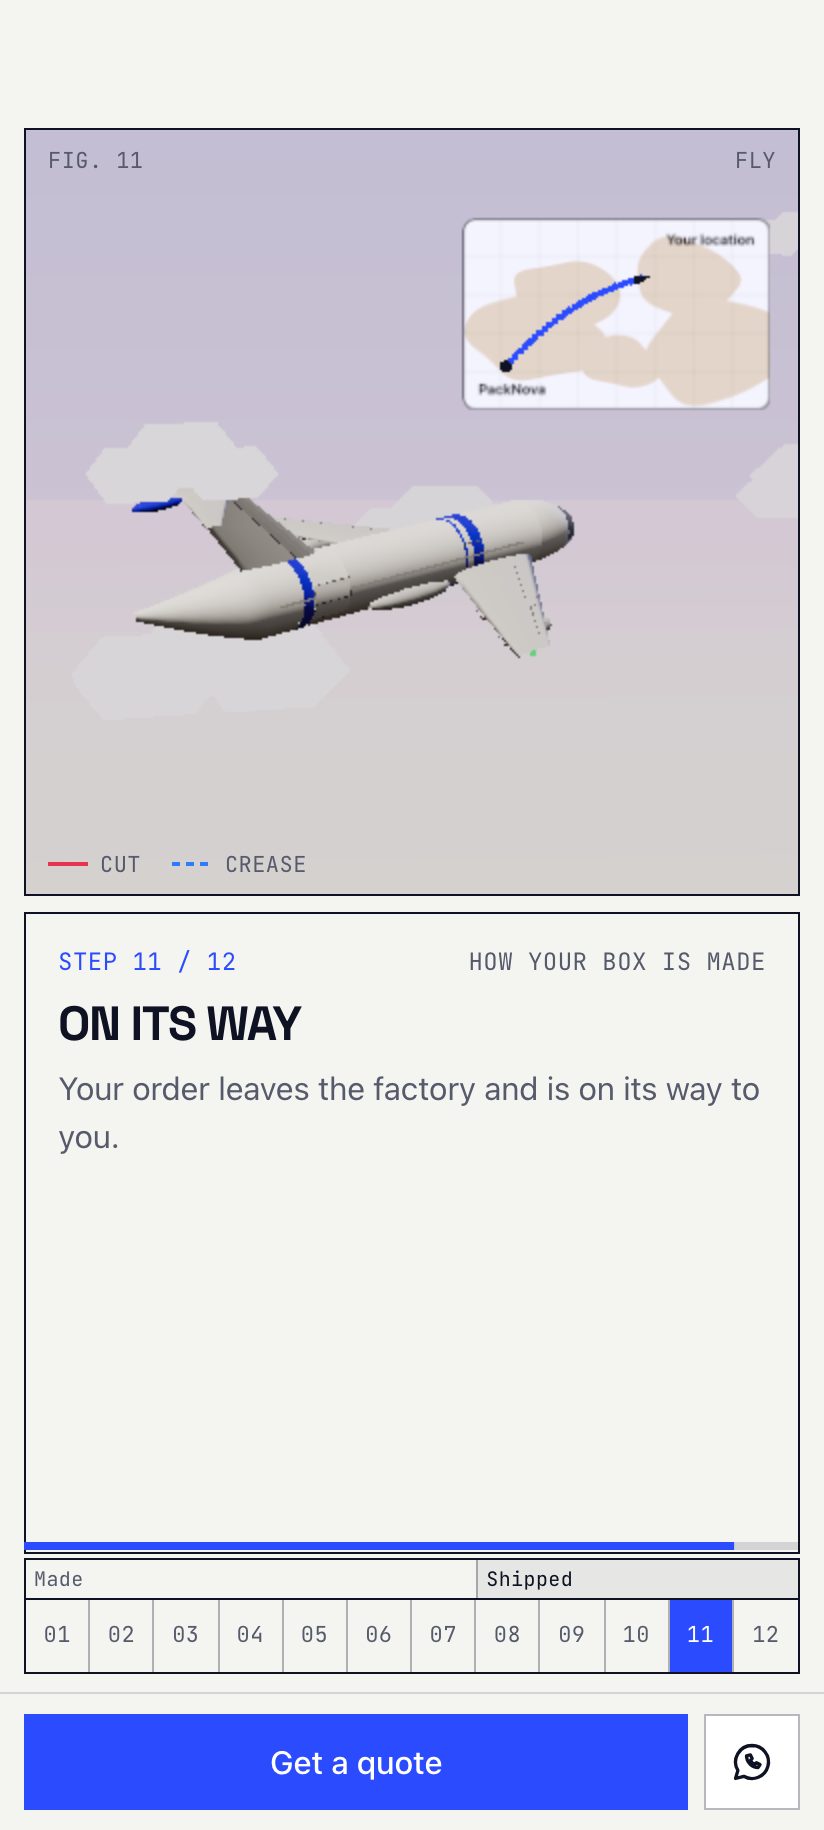 FIG. 11
FLY
Your location
PackNova
CUT
CREASE
STEP 11 / 12
HOW YOUR BOX IS MADE
ON ITS WAY
Your order leaves the factory and is on its way to
you.
Made
Shipped
01 02 03 04 05 06 07 08 09 10 11 12
Get a quote